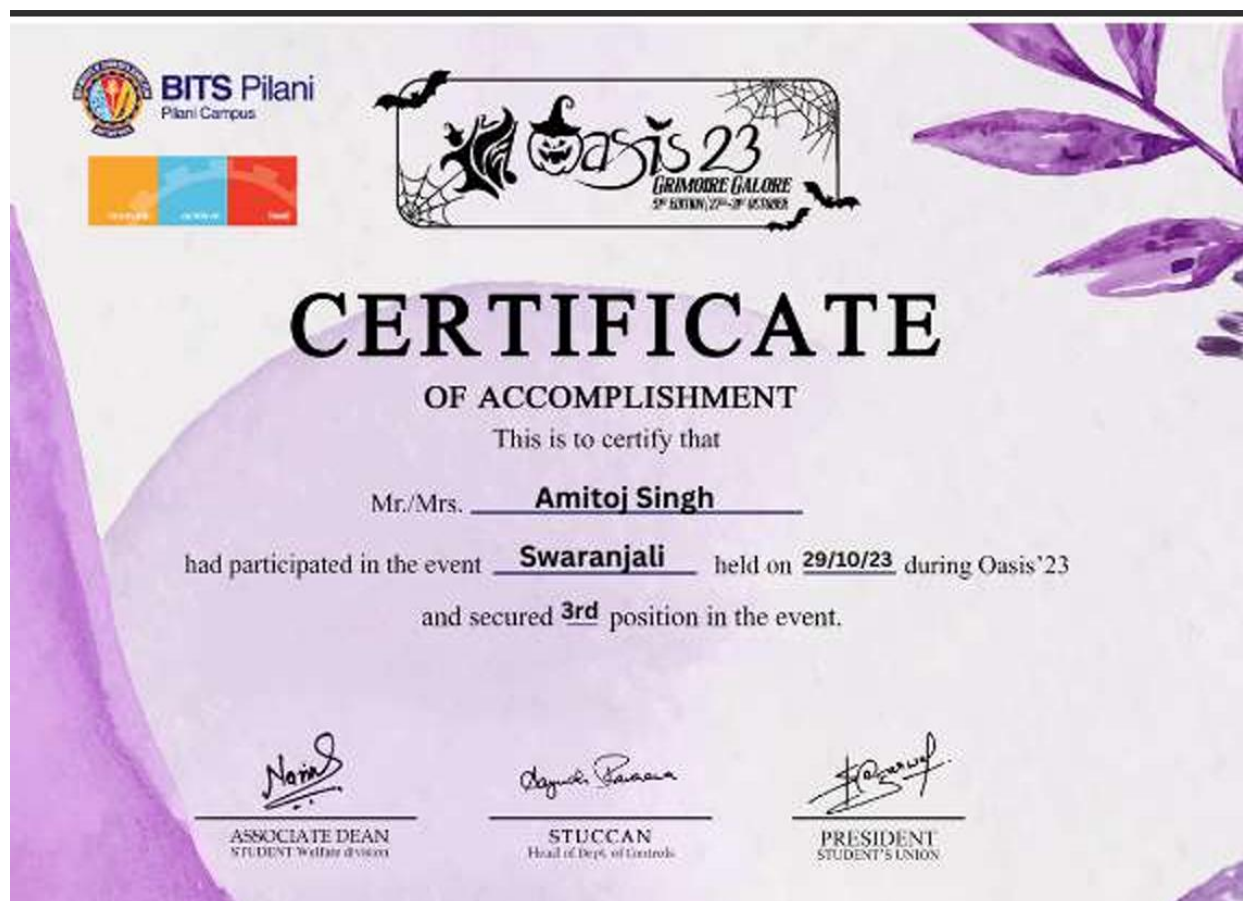 BITS Pilani
Pilani Campus
Oasis 23
GRIMOIRE GALORE
CERTIFICATE
OF ACCOMPLISHMENT
This is to certify that
Mr./Mrs. Amitoj Singh
had participated in the event Swaranjali held on 29/10/23 during Oasis'23
and secured 3rd position in the event.
ASSOCIATE DEAN
STUDENT Welfare division
STUCCAN
Head of Dept. of Controls
PRESIDENT
STUDENT'S UNION